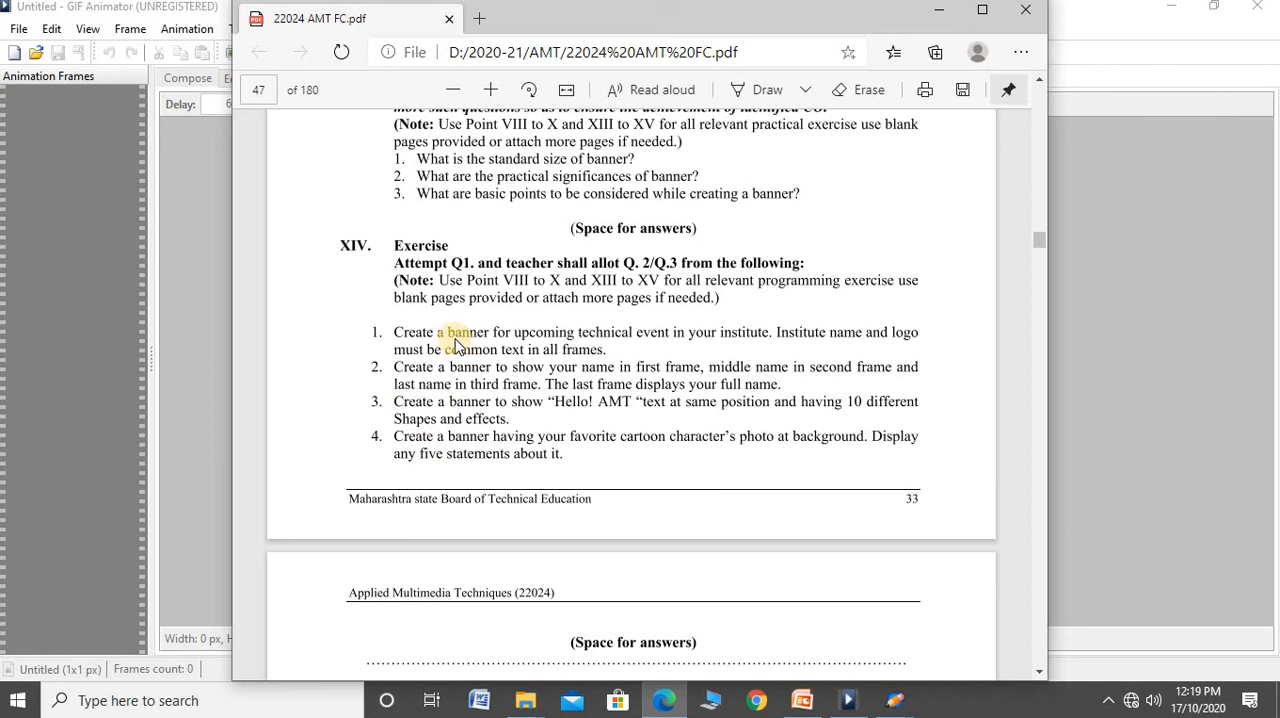 Untitled - GIF Animator (UNREGISTERED)
22024 AMT FC.pdf
File Edit View Frame Animation
File D:/2020-21/AMT/22024%20AMT%20FC.pdf
Animation Frames
Compose
47 of 180
Read aloud
Draw
Erase
Delay: 6
(Note: Use Point VIII to X and XIII to XV for all relevant practical exercise use blank
pages provided or attach more pages if needed.)
1. What is the standard size of banner?
2. What are the practical significances of banner?
3. What are basic points to be considered while creating a banner?
(Space for answers)
XIV. Exercise
Attempt Q1. and teacher shall allot Q. 2/Q.3 from the following:
(Note: Use Point VIII to X and XIII to XV for all relevant programming exercise use
blank pages provided or attach more pages if needed.)
1. Create a banner for upcoming technical event in your institute. Institute name and logo
must be common text in all frames.
2. Create a banner to show your name in first frame, middle name in second frame and
last name in third frame. The last frame displays your full name.
3. Create a banner to show “Hello! AMT “text at same position and having 10 different
Shapes and effects.
4. Create a banner having your favorite cartoon character’s photo at background. Display
any five statements about it.
Maharashtra state Board of Technical Education 33
Applied Multimedia Techniques (22024)
(Space for answers)
Width: 0 px, H
Untitled (1x1 px) Frames count: 0
Type here to search
12:19 PM
17/10/2020